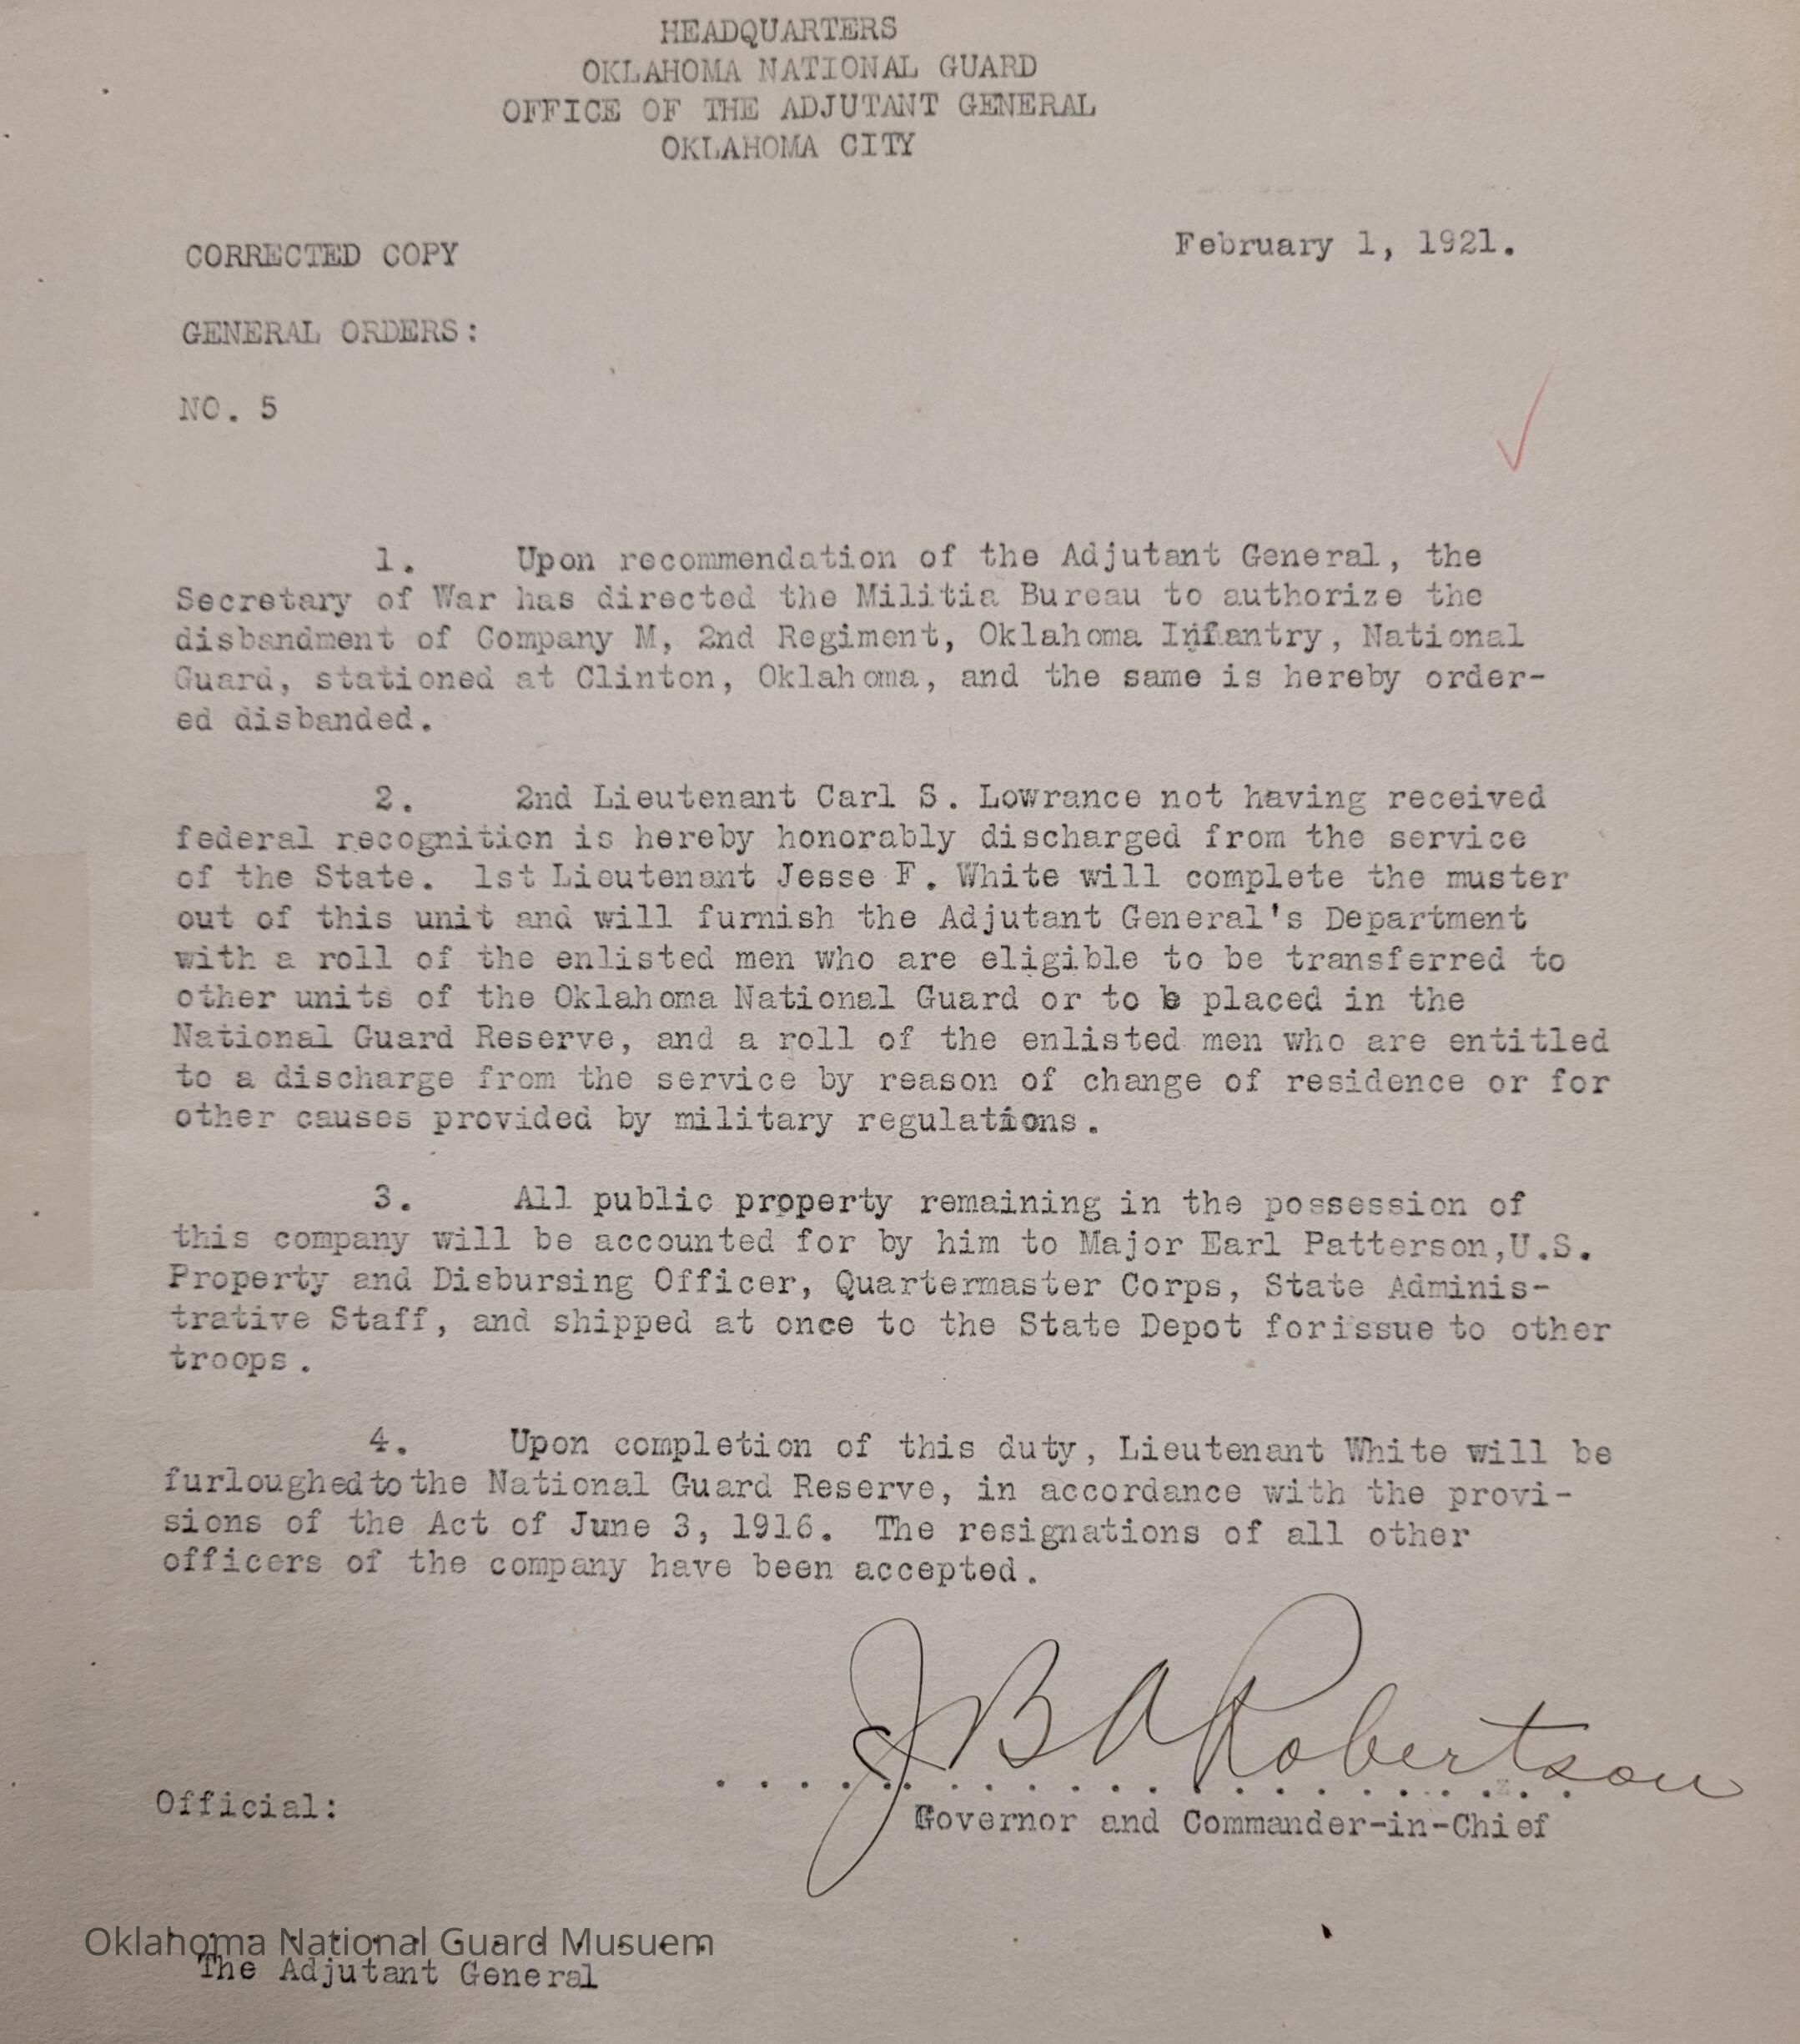 HEADQUARTERS
OKLAHOMA NATIONAL GUARD
OFFICE OF THE ADJUTANT GENERAL
OKLAHOMA CITY
CORRECTED COPY
February 1, 1921.
GENERAL ORDERS:
NO. 5
1. Upon recommendation of the Adjutant General, the
Secretary of War has directed the Militia Bureau to authorize the
disbandment of Company M, 2nd Regiment, Oklahoma Infantry, National
Guard, stationed at Clinton, Oklahoma, and the same is hereby order-
ed disbanded.
2. 2nd Lieutenant Carl S. Lowrance not having received
federal recognition is hereby honorably discharged from the service
of the State. 1st Lieutenant Jesse F. White will complete the muster
out of this unit and will furnish the Adjutant General's Department
with a roll of the enlisted men who are eligible to be transferred to
other units of the Oklahoma National Guard or to b placed in the
National Guard Reserve, and a roll of the enlisted men who are entitled
to a discharge from the service by reason of change of residence or for
other causes provided by military regulations.
3. All public property remaining in the possession of
this company will be accounted for by him to Major Earl Patterson,U.S.
Property and Disbursing Officer, Quartermaster Corps, State Adminis-
trative Staff, and shipped at once to the State Depot forissue to other
troops.
4. Upon completion of this duty, Lieutenant White will be
furloughed to the National Guard Reserve, in accordance with the provi-
sions of the Act of June 3, 1916. The resignations of all other
officers of the company have been accepted.
J B A Robertson
Official:
Governor and Commander-in-Chief
Oklahoma National Guard Musuem
The Adjutant General